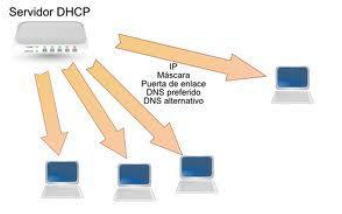 Servidor DHCP
IP
Máscara
Puerta de enlace
DNS preferido
DNS alternativo